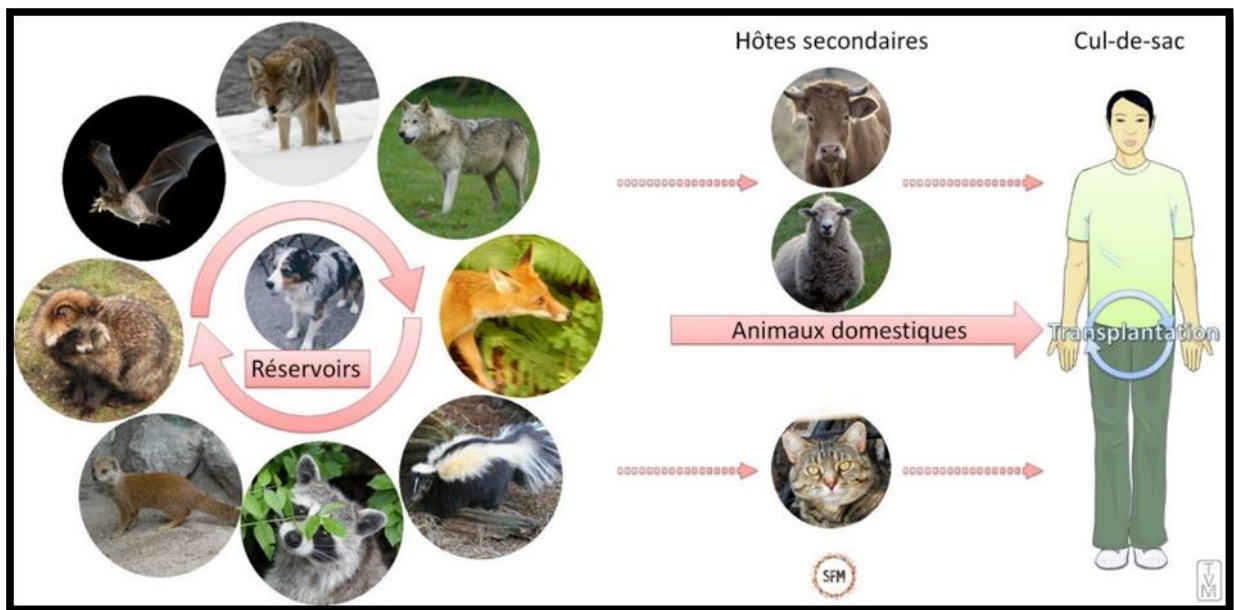 Hôtes secondaires
Cul-de-sac
Réservoirs
Animaux domestiques
Transplantation
SFM
TVM